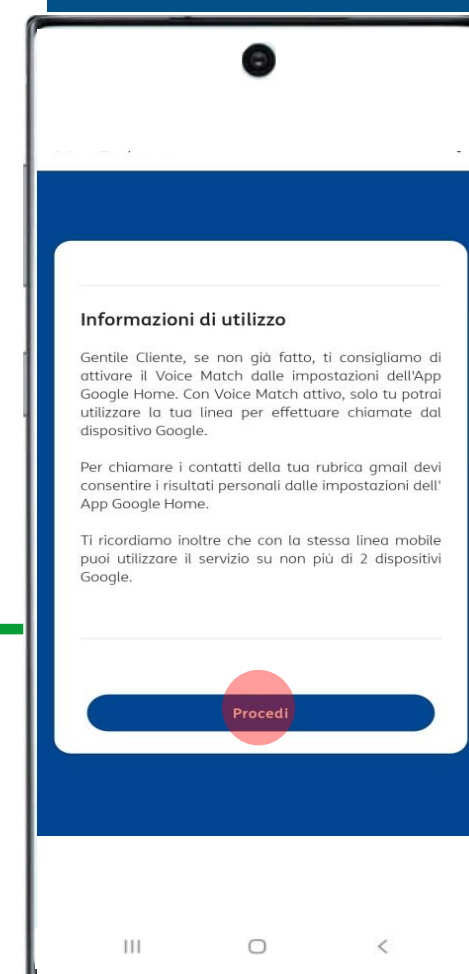 Informazioni di utilizzo
Gentile Cliente, se non già fatto, ti consigliamo di
attivare il Voice Match dalle impostazioni dell'App
Google Home. Con Voice Match attivo, solo tu potrai
utilizzare la tua linea per effettuare chiamate dal
dispositivo Google.
Per chiamare i contatti della tua rubrica gmail devi
consentire i risultati personali dalle impostazioni dell'
App Google Home.
Ti ricordiamo inoltre che con la stessa linea mobile
puoi utilizzare il servizio su non più di 2 dispositivi
Google.
Procedi